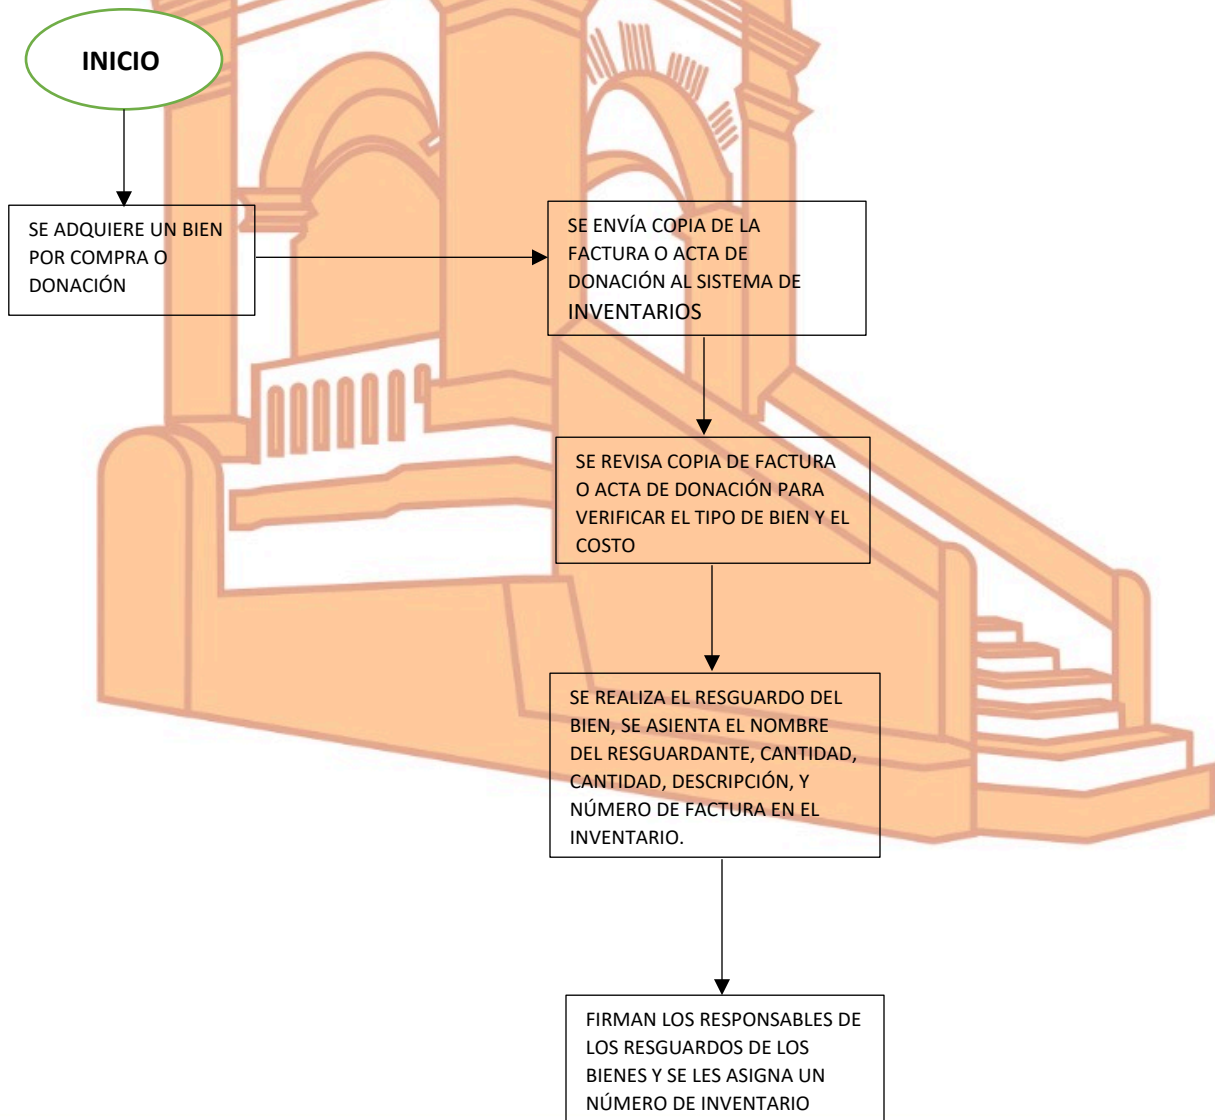 INICIO
SE ADQUIERE UN BIEN
POR COMPRA O
DONACIÓN
SE ENVÍA COPIA DE LA
FACTURA O ACTA DE
DONACIÓN AL SISTEMA DE
INVENTARIOS
SE REVISA COPIA DE FACTURA
O ACTA DE DONACIÓN PARA
VERIFICAR EL TIPO DE BIEN Y EL
COSTO
SE REALIZA EL RESGUARDO DEL
BIEN, SE ASIENTA EL NOMBRE
DEL RESGUARDANTE, CANTIDAD,
CANTIDAD, DESCRIPCIÓN, Y
NÚMERO DE FACTURA EN EL
INVENTARIO.
FIRMAN LOS RESPONSABLES DE
LOS RESGUARDOS DE LOS
BIENES Y SE LES ASIGNA UN
NÚMERO DE INVENTARIO